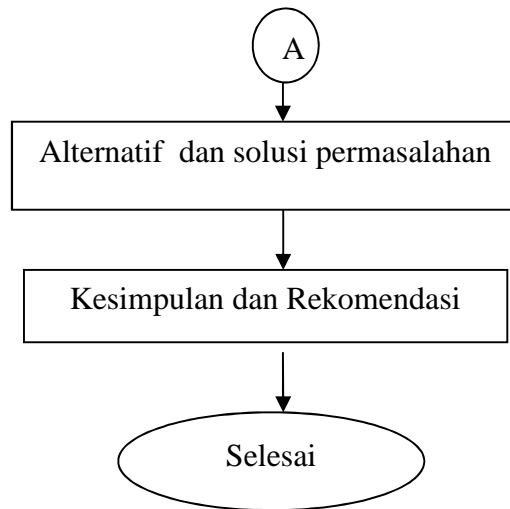 A
Alternatif dan solusi permasalahan
Kesimpulan dan Rekomendasi
Selesai